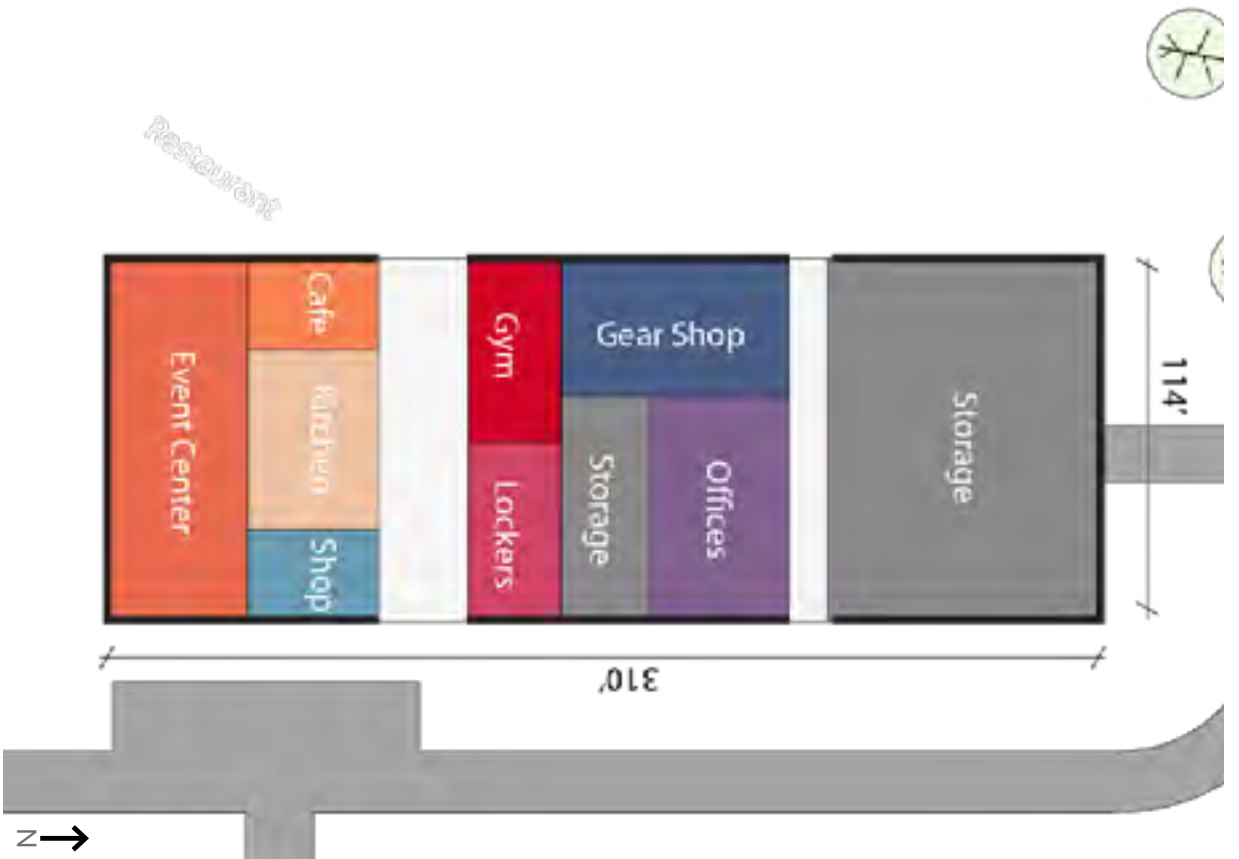 Restaurant
Event Center
Cafe
Kitchen
Shop
Gym
Lockers
Gear Shop
Storage
Offices
Storage
114'
310'
N